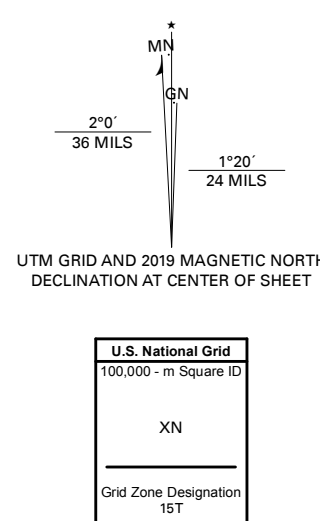 MN
GN
2°0´
36 MILS
1°20´
24 MILS
UTM GRID AND 2019 MAGNETIC NORTH
DECLINATION AT CENTER OF SHEET
U.S. National Grid
100,000 - m Square ID
XN
Grid Zone Designation
15T